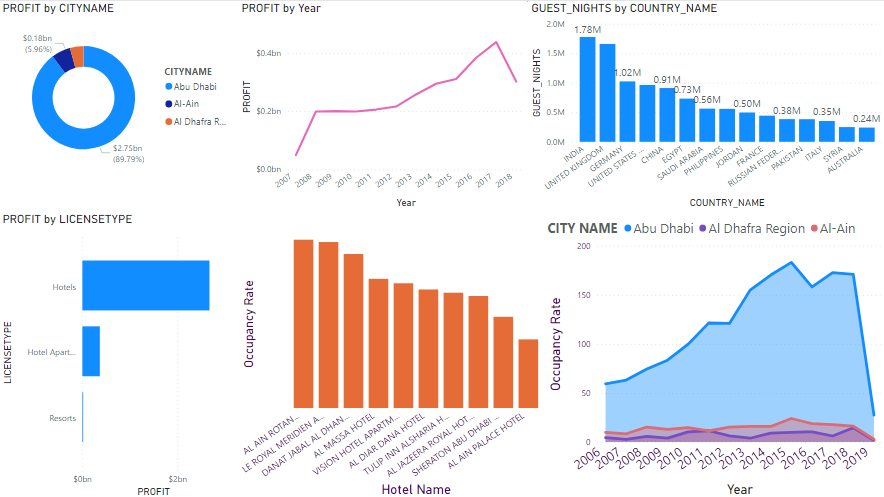 PROFIT by CITYNAME
$0.18bn
(5.96%)
$2.75bn
(89.79%)
CITYNAME
Abu Dhabi
Al-Ain
Al Dhafra R...
PROFIT by Year
PROFIT
$0.4bn
$0.2bn
$0.0bn
2007
2008
2009
2010
2011
2012
2013
2014
2015
2016
2017
2018
Year
GUEST_NIGHTS by COUNTRY_NAME
GUEST_NIGHTS
2.0M
1.5M
1.0M
0.5M
0.0M
1.78M
1.02M
0.91M
0.73M
0.56M
0.50M
0.38M
0.35M
0.24M
INDIA
UNITED KINGDOM
GERMANY
UNITED STATES ...
CHINA
EGYPT
SAUDI ARABIA
PHILIPPINES
JORDAN
FRANCE
RUSSIAN FEDER...
PAKISTAN
ITALY
SYRIA
AUSTRALIA
COUNTRY_NAME
PROFIT by LICENSETYPE
LICENSETYPE
Hotels
Hotel Apart...
Resorts
$0bn
$2bn
PROFIT
Occupancy Rate
AL AIN ROTAN...
LE ROYAL MERIDIEN A...
DANAT JABAL AL DHAN...
AL MASSA HOTEL
VISION HOTEL APARTM...
AL DIAR DANA HOTEL
TULIP INN ALSHARIA H...
AL JAZEERA ROYAL HOT...
SHERATON ABU DHABI ...
AL AIN PALACE HOTEL
Hotel Name
CITY NAME
Abu Dhabi
Al Dhafra Region
Al-Ain
Occupancy Rate
200
150
100
50
0
2006
2007
2008
2009
2010
2011
2012
2013
2014
2015
2016
2017
2018
2019
Year